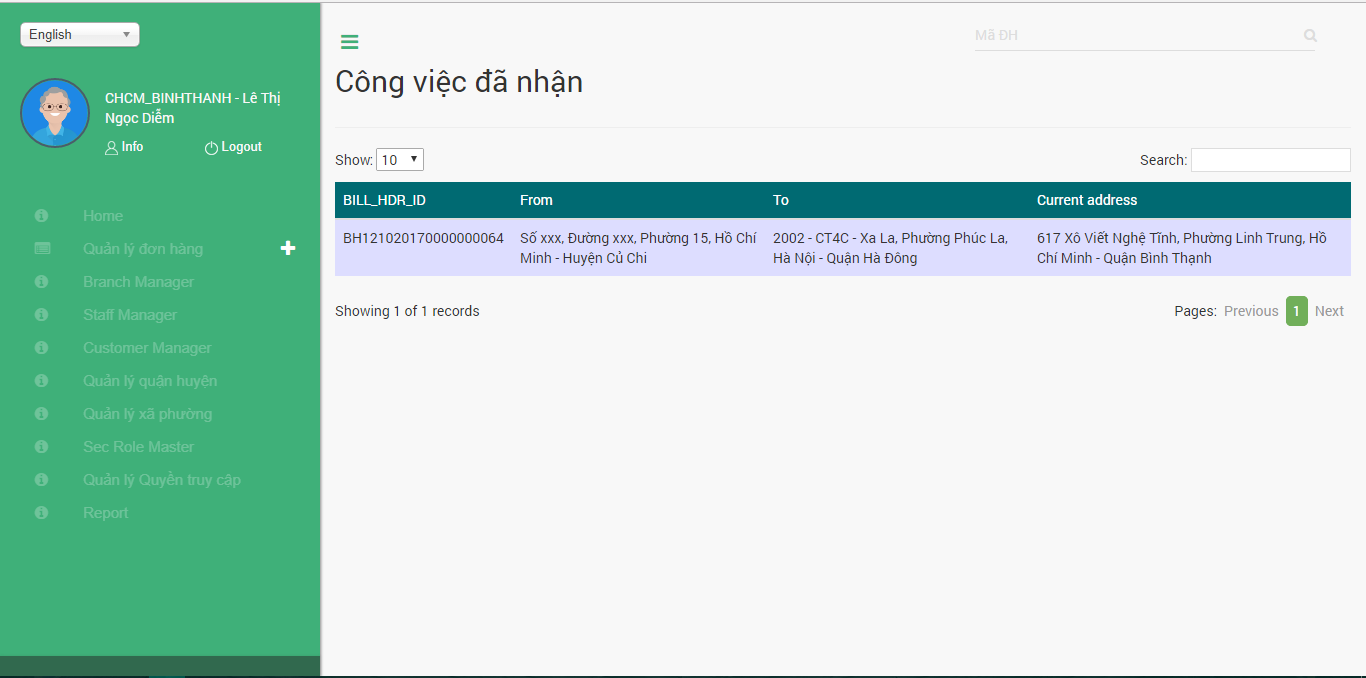 English
CHCM_BINHTHANH - Lê Thị
Ngọc Diễm
Info
Logout
Home
Quản lý đơn hàng
Branch Manager
Staff Manager
Customer Manager
Quản lý quận huyện
Quản lý xã phường
Sec Role Master
Quản lý Quyền truy cập
Report
Mã ĐH
Công việc đã nhận
Show: 10
Search:
BILL_HDR_ID From To Current address
BH121020170000000064 Số xxx, Đường xxx, Phường 15, Hồ Chí 2002 - CT4C - Xa La, Phường Phúc La, 617 Xô Viết Nghệ Tĩnh, Phường Linh Trung, Hồ
Minh - Huyện Củ Chi Hà Nội - Quận Hà Đông Chí Minh - Quận Bình Thạnh
Showing 1 of 1 records
Pages: Previous 1 Next